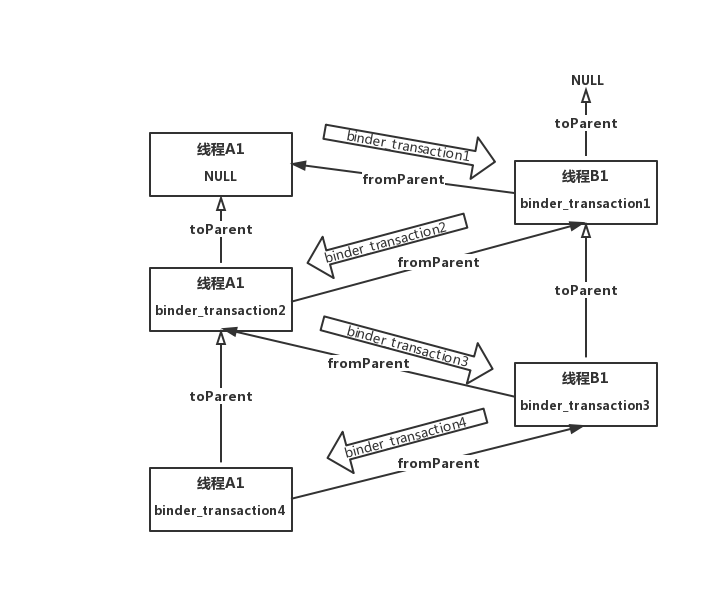 NULL
toParent
binder_transaction1
线程A1
NULL
fromParent
线程B1
binder_transaction1
toParent
binder_transaction2
fromParent
线程A1
binder_transaction2
toParent
binder_transaction3
fromParent
线程B1
binder_transaction3
toParent
binder_transaction4
fromParent
线程A1
binder_transaction4